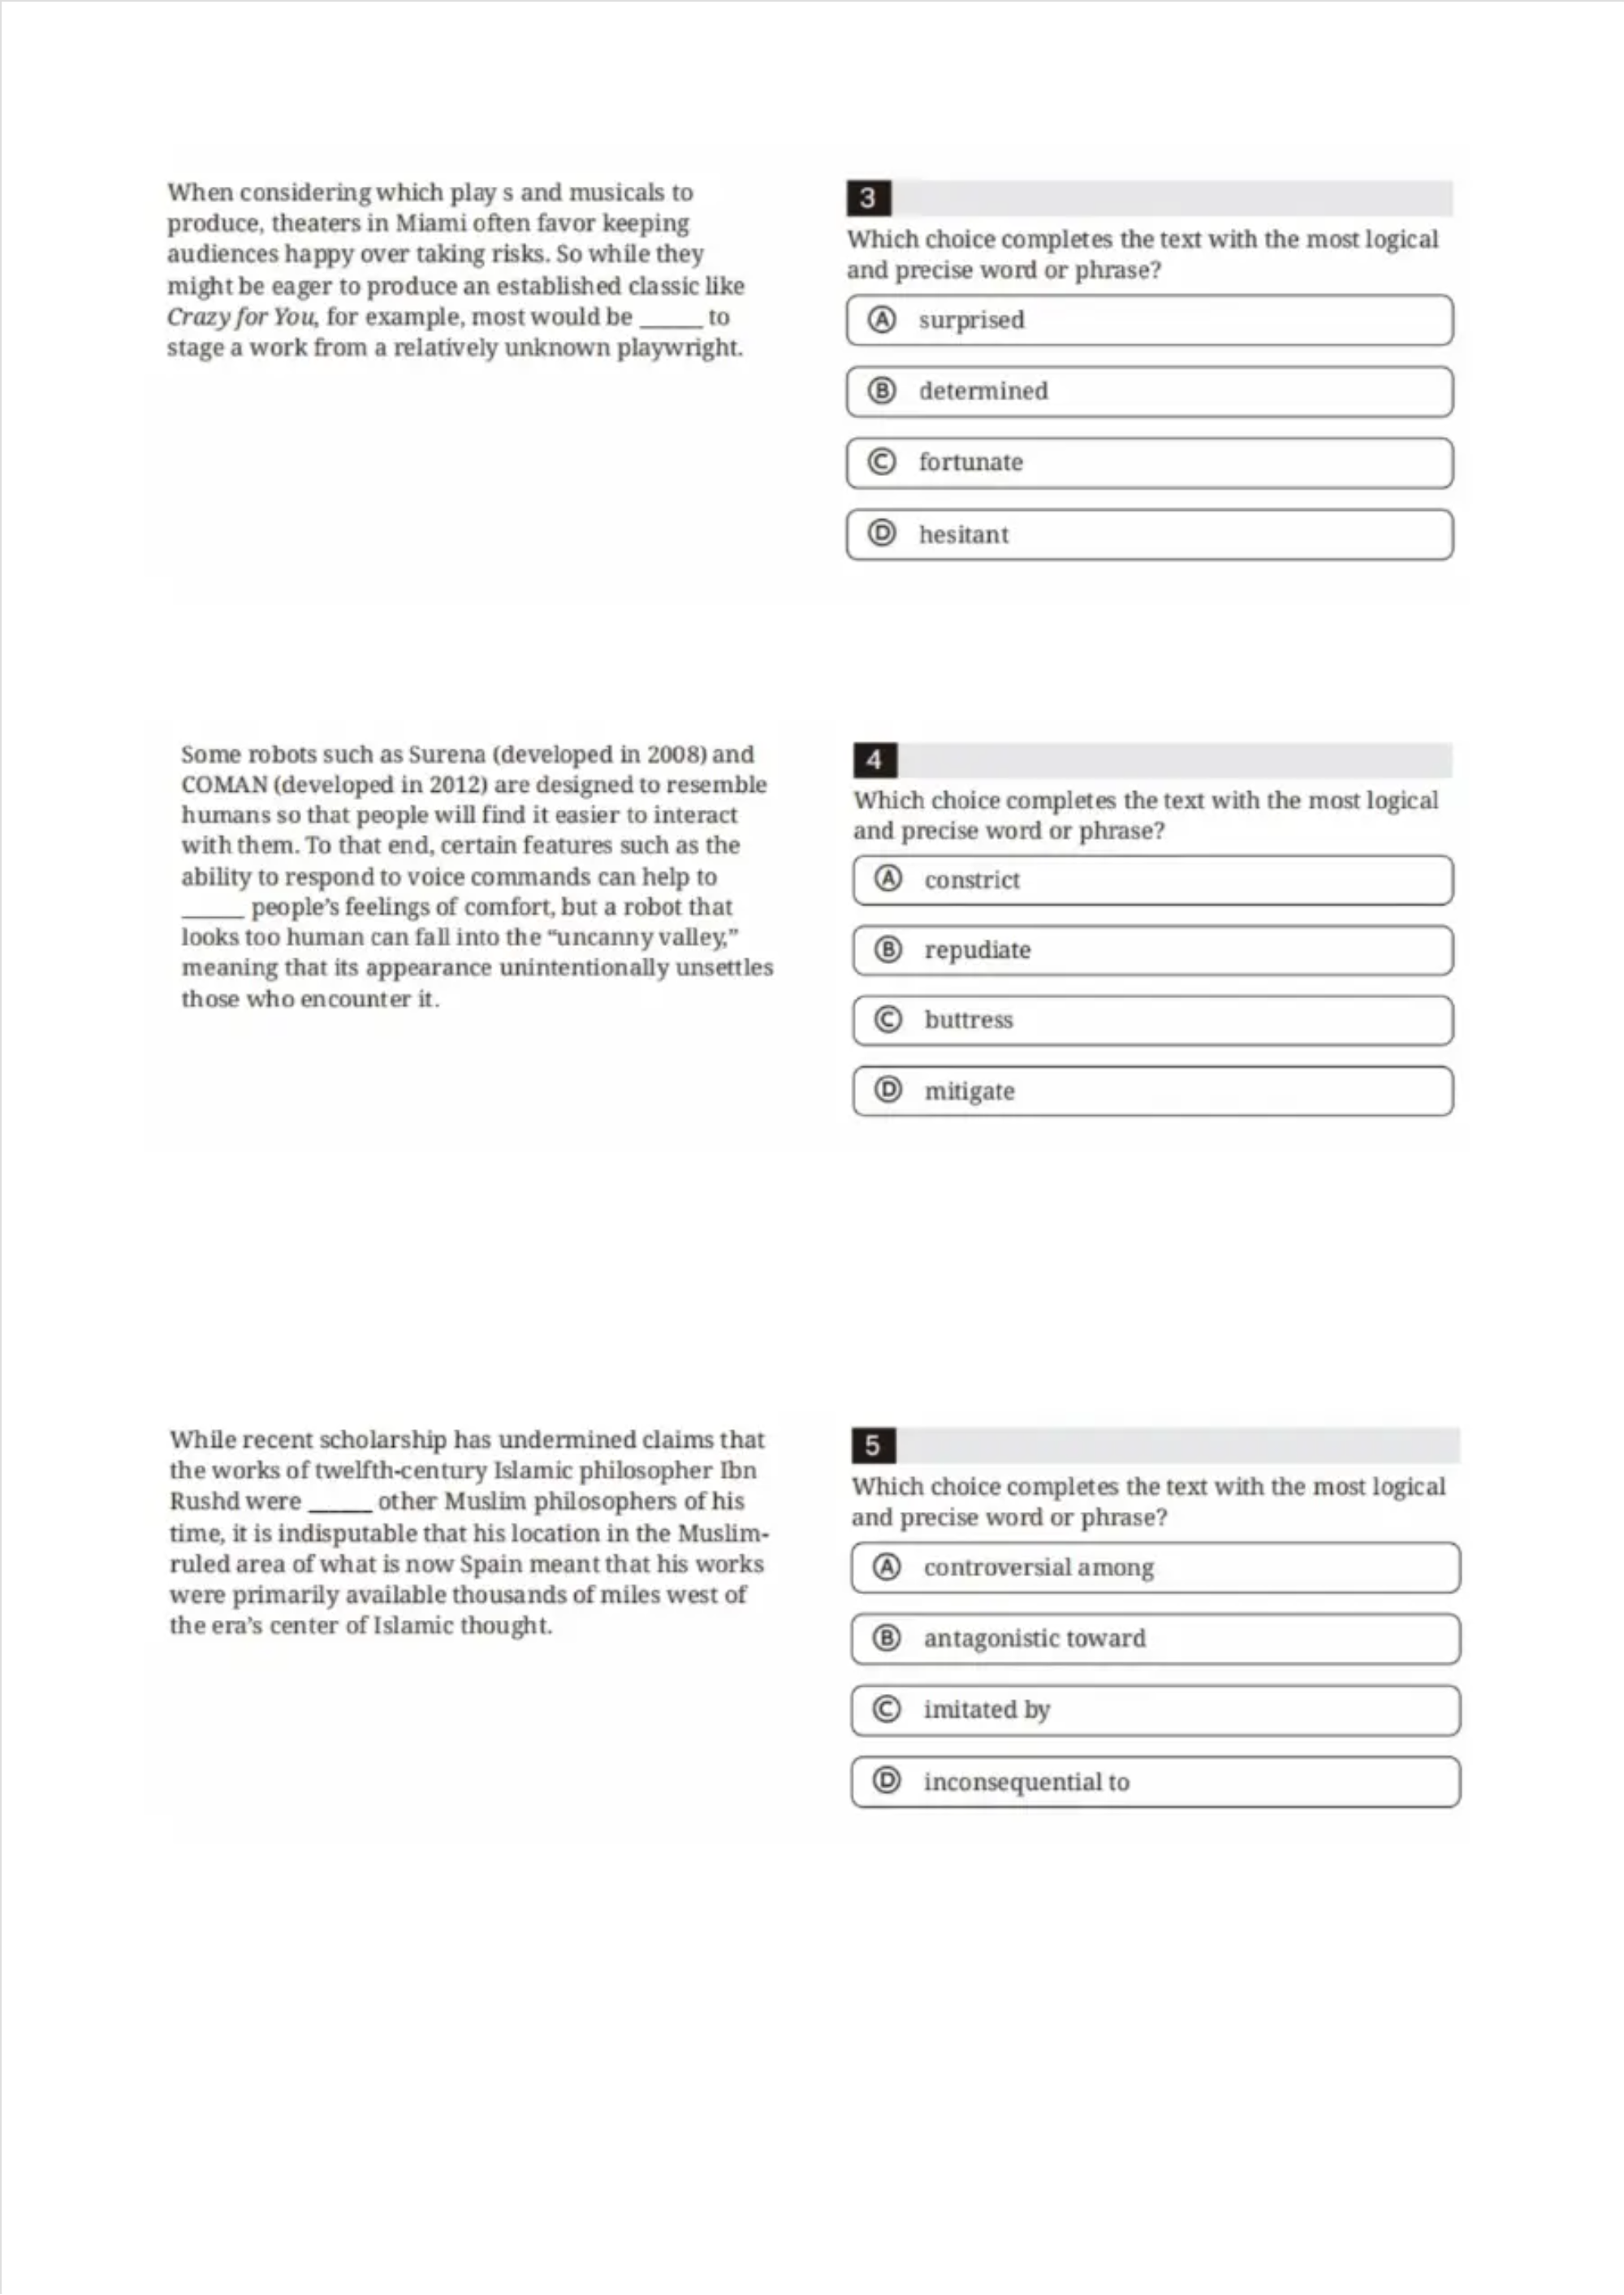 When considering which play s and musicals to
produce, theaters in Miami often favor keeping
audiences happy over taking risks. So while they
might be eager to produce an established classic like
Crazy for You, for example, most would be _____ to
stage a work from a relatively unknown playwright.
3
Which choice completes the text with the most logical
and precise word or phrase?
A surprised
B determined
C fortunate
D hesitant
Some robots such as Surena (developed in 2008) and
COMAN (developed in 2012) are designed to resemble
humans so that people will find it easier to interact
with them. To that end, certain features such as the
ability to respond to voice commands can help to
_____ people's feelings of comfort, but a robot that
looks too human can fall into the “uncanny valley,”
meaning that its appearance unintentionally unsettles
those who encounter it.
4
Which choice completes the text with the most logical
and precise word or phrase?
A constrict
B repudiate
C buttress
D mitigate
While recent scholarship has undermined claims that
the works of twelfth-century Islamic philosopher Ibn
Rushd were _____ other Muslim philosophers of his
time, it is indisputable that his location in the Muslim-
ruled area of what is now Spain meant that his works
were primarily available thousands of miles west of
the era's center of Islamic thought.
5
Which choice completes the text with the most logical
and precise word or phrase?
A controversial among
B antagonistic toward
C imitated by
D inconsequential to